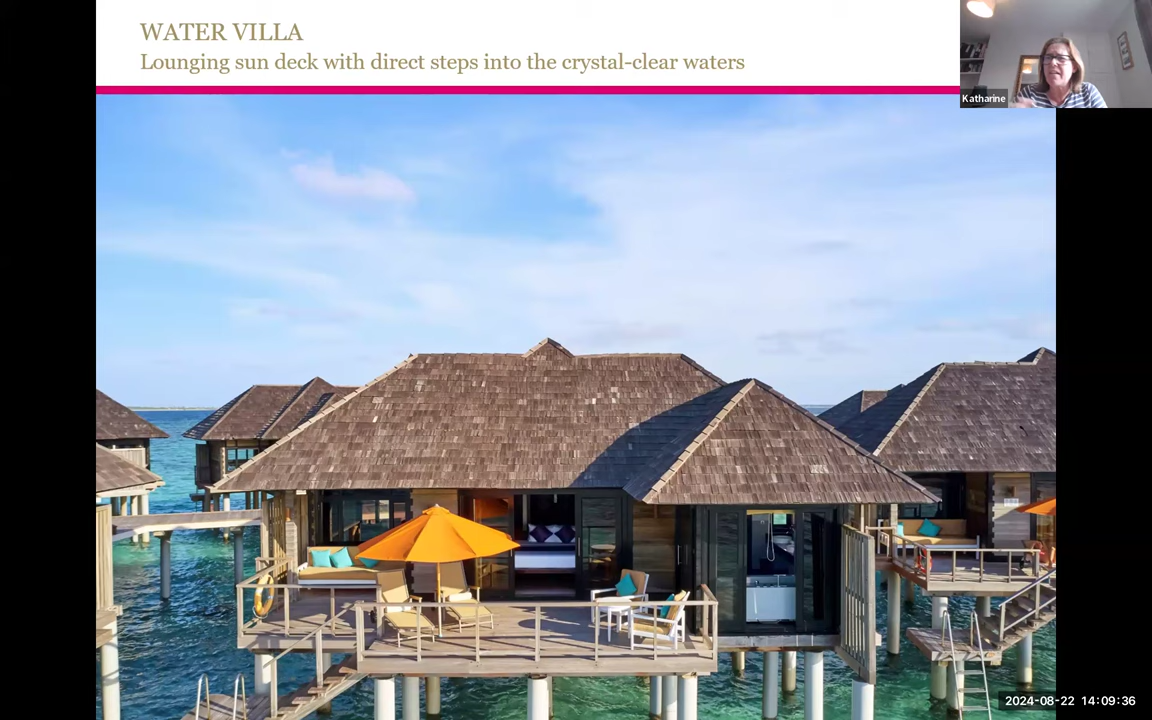 WATER VILLA
Lounging sun deck with direct steps into the crystal-clear waters
Katharine
2024-08-22 14:09:36